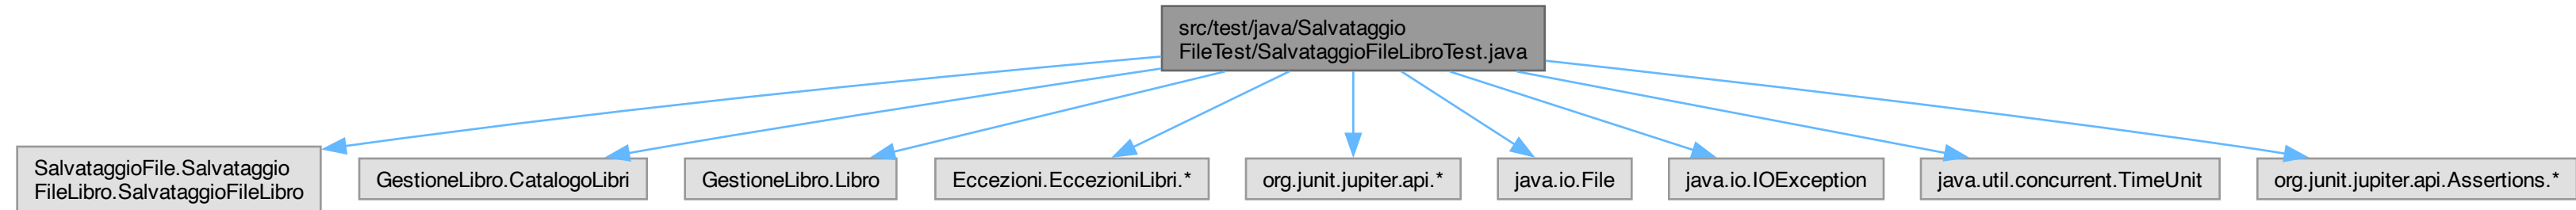 src/test/java/Salvataggio
FileTest/SalvataggioFileLibroTest.java
SalvataggioFile.Salvataggio
FileLibro.SalvataggioFileLibro
GestioneLibro.CatalogoLibri
GestioneLibro.Libro
Eccezioni.EccezioniLibri.*
org.junit.jupiter.api.*
java.io.File
java.io.IOException
java.util.concurrent.TimeUnit
org.junit.jupiter.api.Assertions.*